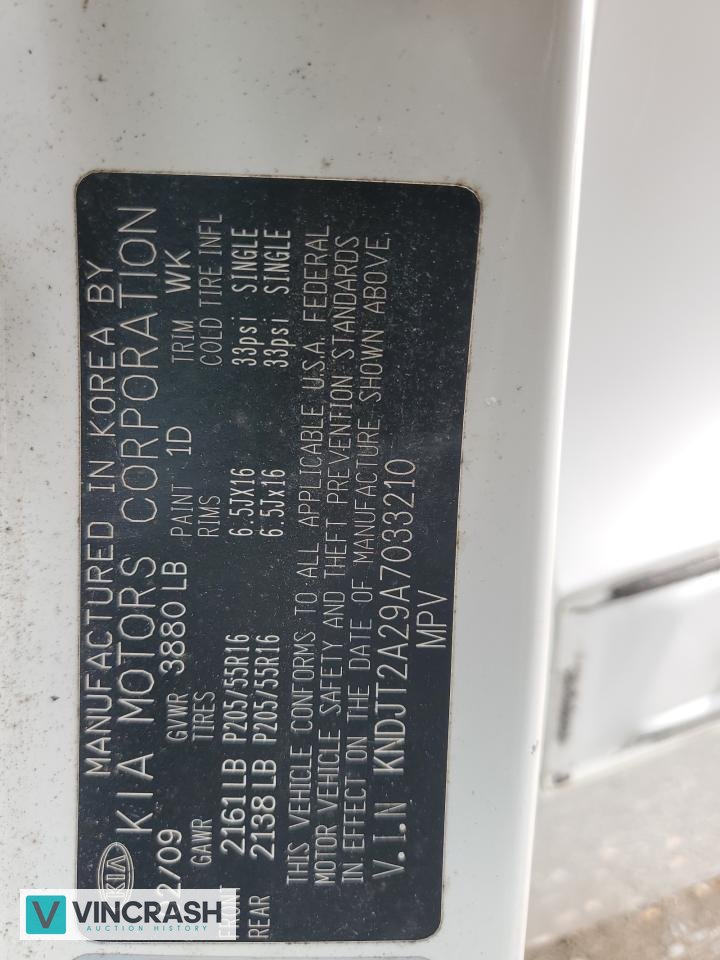 MANUFACTURED IN KOREA BY
KIA KIA MOTORS CORPORATION
2/09 GVWR 3880 LB PAINT 1D TRIM WK
GAWR TIRES RIMS COLD TIRE INFL
FRONT 2161LB P205/55R16 6.5JX16 33psi SINGLE
REAR 2138LB P205/55R16 6.5Jx16 33psi SINGLE
THIS VEHICLE CONFORMS TO ALL APPLICABLE U.S.A. FEDERAL
MOTOR VEHICLE SAFETY AND THEFT PREVENTION STANDARDS
IN EFFECT ON THE DATE OF MANUFACTURE SHOWN ABOVE.
V.I.N KNDJT2A29A7033210
MPV
V VINCRASH
AUCTION HISTORY